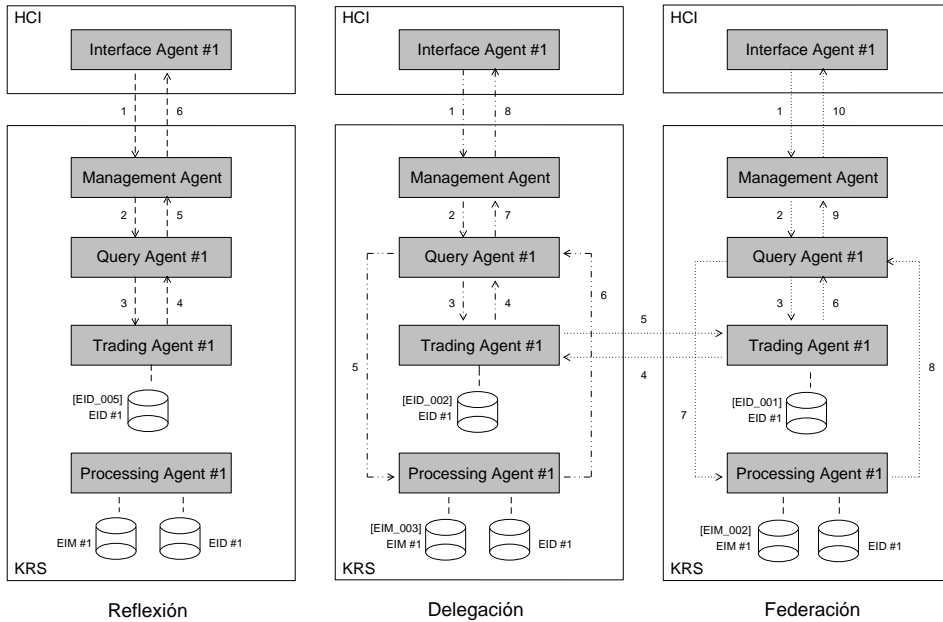 HCI
Interface Agent #1
1
6
Management Agent
2
5
Query Agent #1
3
4
Trading Agent #1
[EID_005]
EID #1
Processing Agent #1
EIM #1
EID #1
KRS
Reflexión
HCI
Interface Agent #1
1
8
Management Agent
2
7
Query Agent #1
3
4
5
6
Trading Agent #1
[EID_002]
EID #1
Processing Agent #1
[EIM_003]
EIM #1
EID #1
KRS
Delegación
5
4
HCI
Interface Agent #1
1
10
Management Agent
2
9
Query Agent #1
3
6
7
8
Trading Agent #1
[EID_001]
EID #1
Processing Agent #1
[EIM_002]
EIM #1
EID #1
KRS
Federación